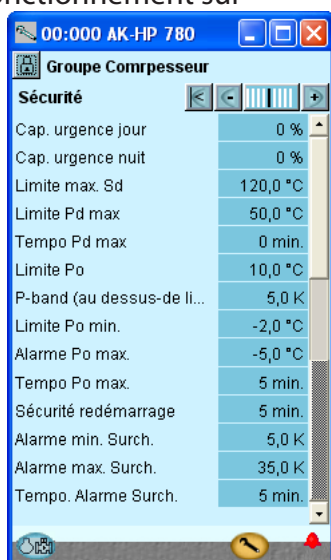 onctionnement sur
00:000 AK-HP 780
Groupe Comrpesseur
Sécurité
Cap. urgence jour 0 %
Cap. urgence nuit 0 %
Limite max. Sd 120,0 °C
Limite Pd max 50,0 °C
Tempo Pd max 0 min.
Limite Po 10,0 °C
P-band (au dessus-de li... 5,0 K
Limite Po min. -2,0 °C
Alarme Po max. -5,0 °C
Tempo Po max. 5 min.
Sécurité redémarrage 5 min.
Alarme min. Surch. 5,0 K
Alarme max. Surch. 35,0 K
Tempo. Alarme Surch. 5 min.